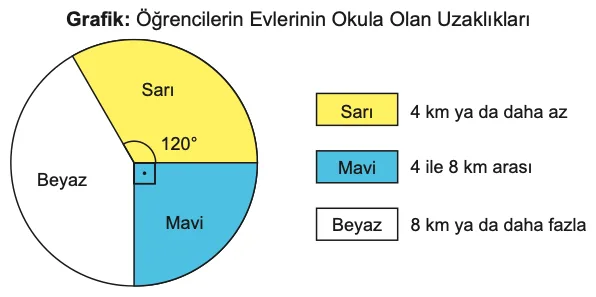 Grafik: Öğrencilerin Evlerinin Okula Olan Uzaklıkları
Sarı
120°
Beyaz
Mavi
Sarı 4 km ya da daha az
Mavi 4 ile 8 km arası
Beyaz 8 km ya da daha fazla